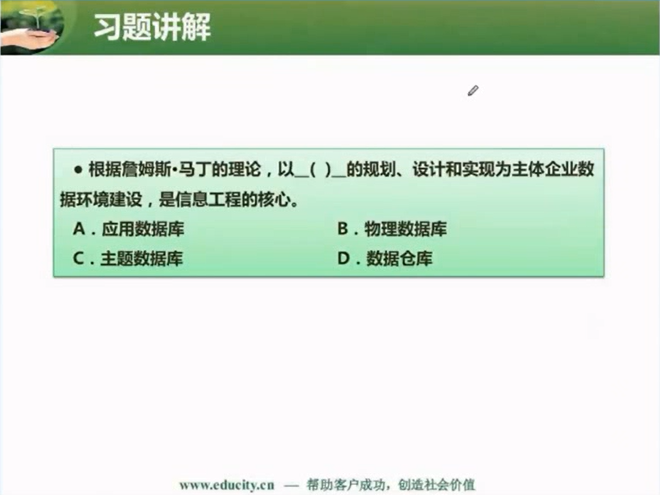 习题讲解
●根据詹姆斯·马丁的理论，以__( )__的规划、设计和实现为主体企业数
据环境建设，是信息工程的核心。
A．应用数据库 B．物理数据库
C．主题数据库 D．数据仓库
www.educity.cn — 帮助客户成功，创造社会价值